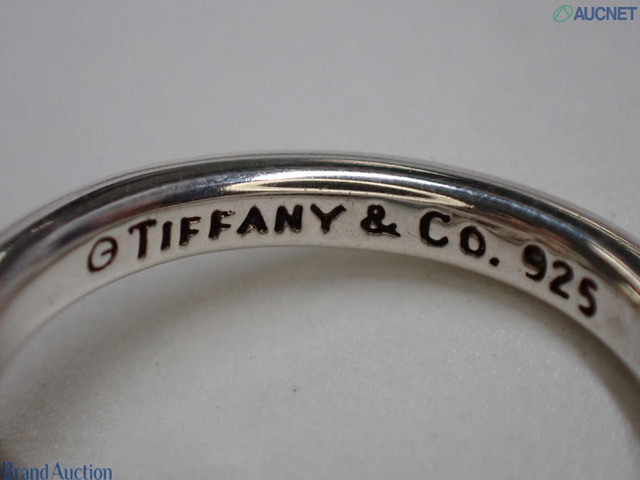 AUCNET
©TIFFANY & CO. 925
BrandAuction